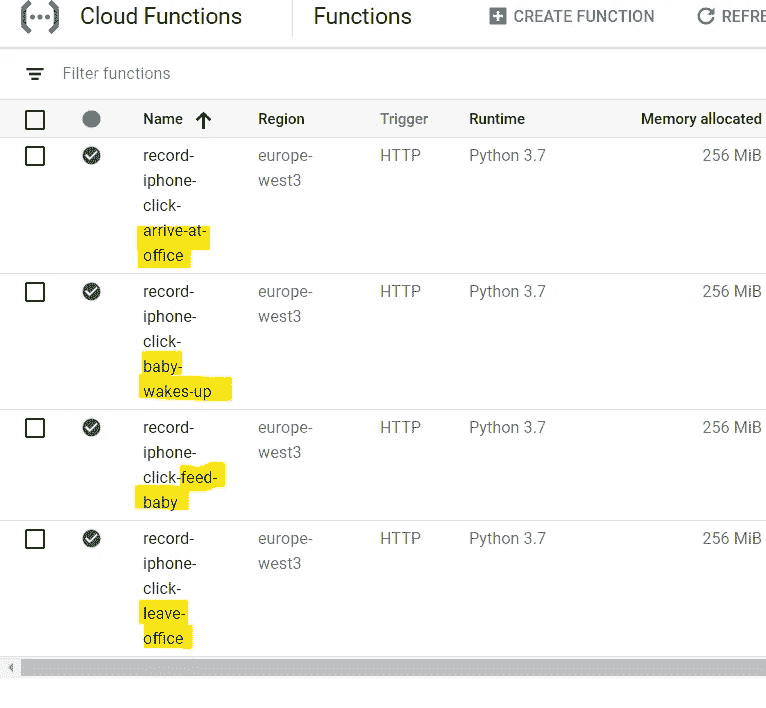 Cloud Functions Functions CREATE FUNCTION REFRE
Filter functions
Name Region Trigger Runtime Memory allocated
record- europe- HTTP Python 3.7 256 MiB
iphone- west3
click-
arrive-at-
office
record- europe- HTTP Python 3.7 256 MiB
iphone- west3
click-
baby-
wakes-up
record- europe- HTTP Python 3.7 256 MiB
iphone- west3
click-feed-
baby
record- europe- HTTP Python 3.7 256 MiB
iphone- west3
click-
leave-
office